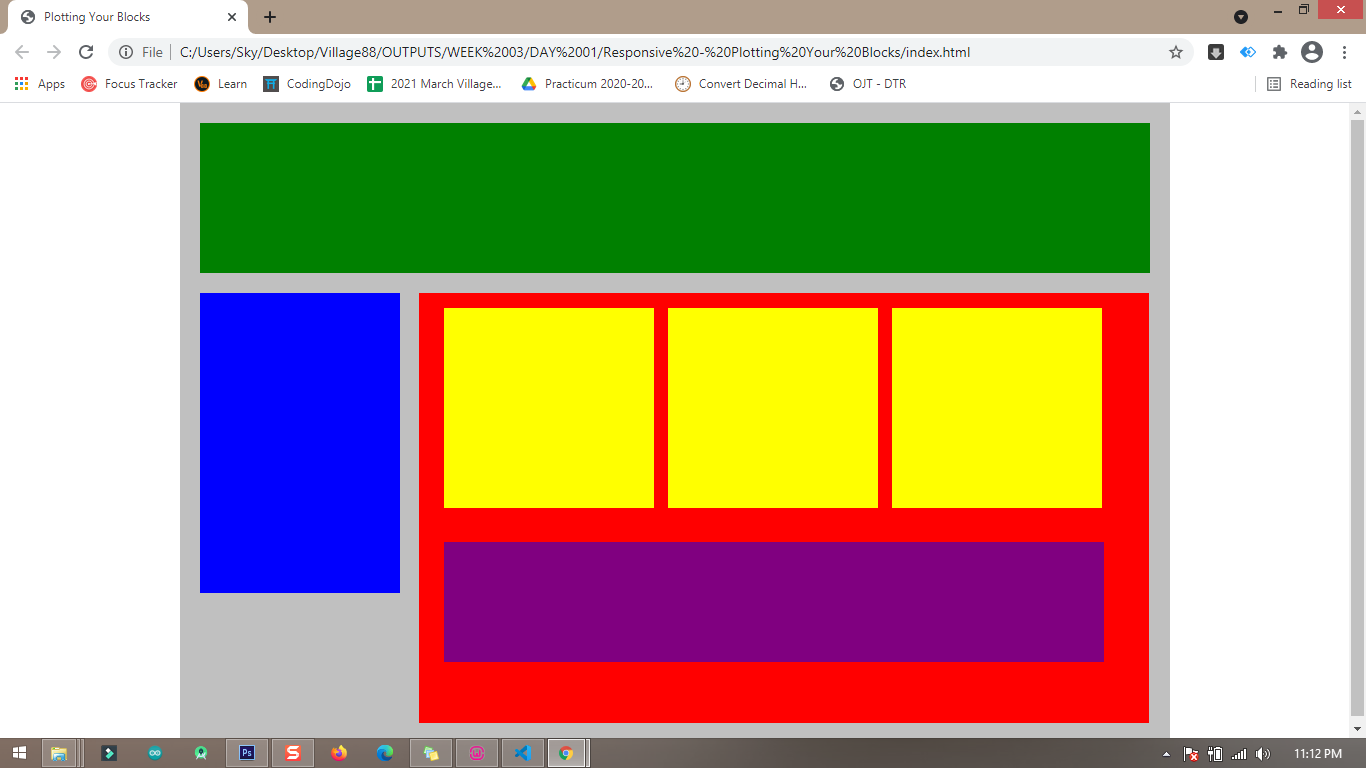 Plotting Your Blocks
File
C:/Users/Sky/Desktop/Village88/OUTPUTS/WEEK%2003/DAY%2001/Responsive%20-%20Plotting%20Your%20Blocks/index.html
Apps
Focus Tracker
Learn
CodingDojo
2021 March Village...
Practicum 2020-20...
Convert Decimal H...
OJT - DTR
Reading list
Ps
11:12 PM